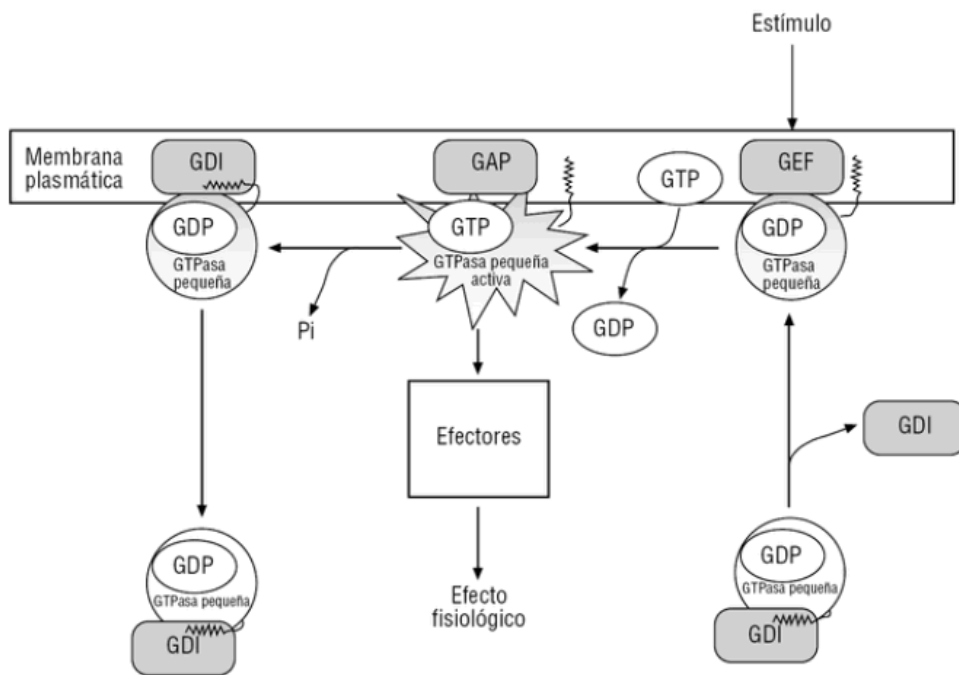 Estímulo
Membrana
plasmática
GDI
GAP
GTP
GEF
GDP
GTPasa
pequeña
GTP
GTPasa pequeña
activa
GDP
GTPasa
pequeña
Pi
GDP
Efectores
GDI
GDP
GTPasa pequeña
GDI
Efecto
fisiológico
GDP
GTPasa pequeña
GDI